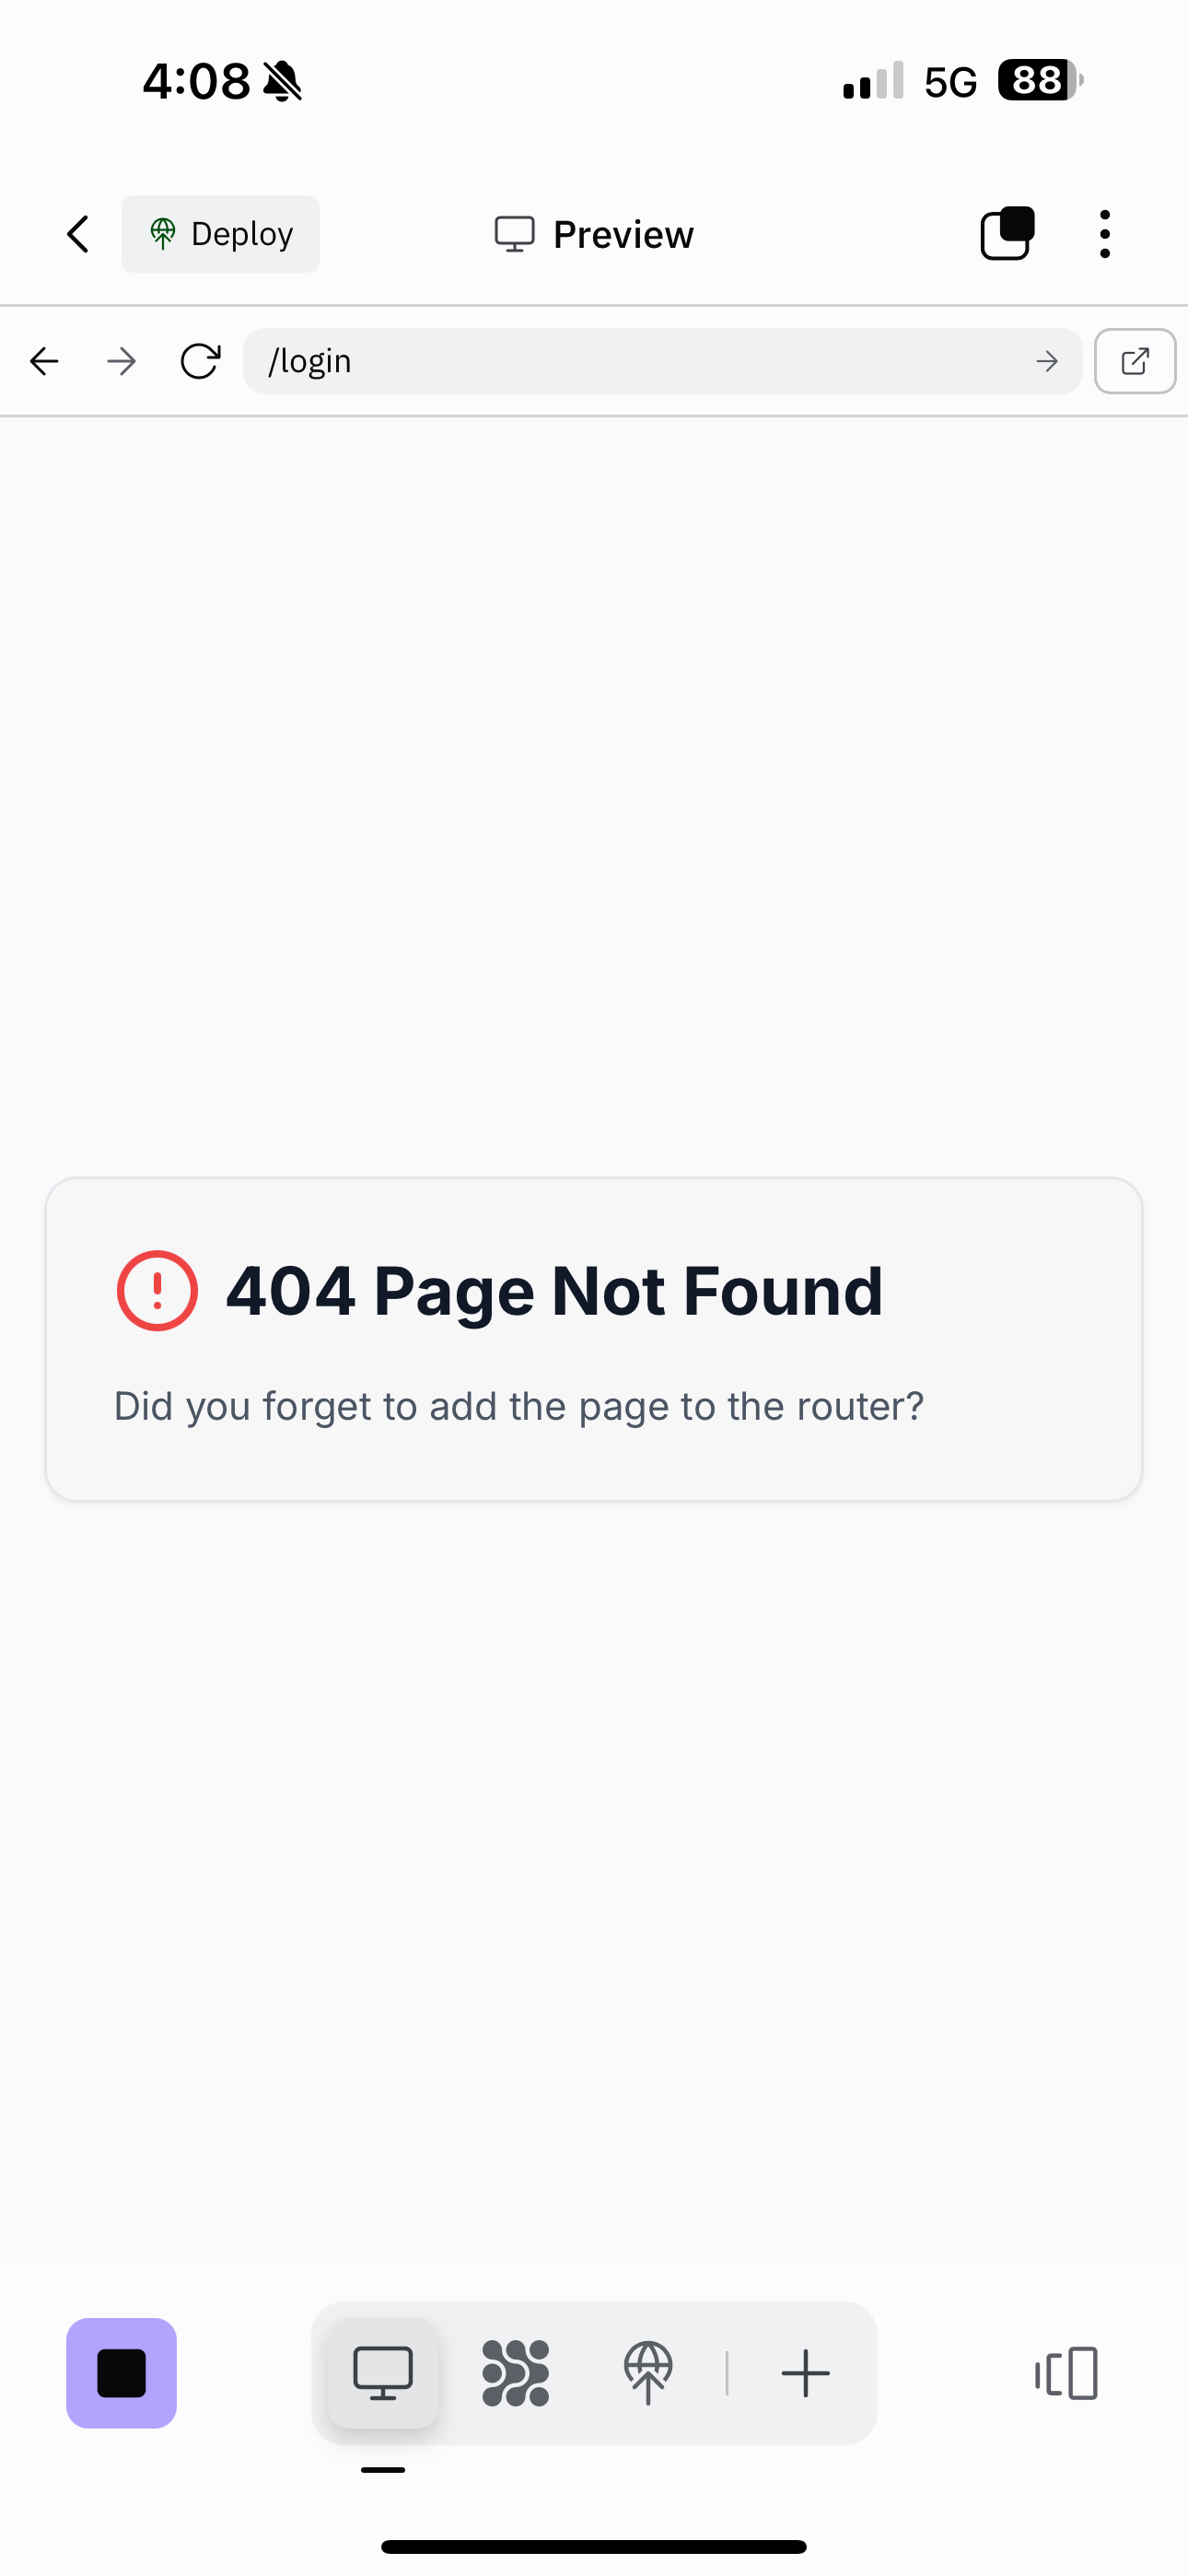 4:08
5G
88
Deploy
Preview
/login
404 Page Not Found
Did you forget to add the page to the router?